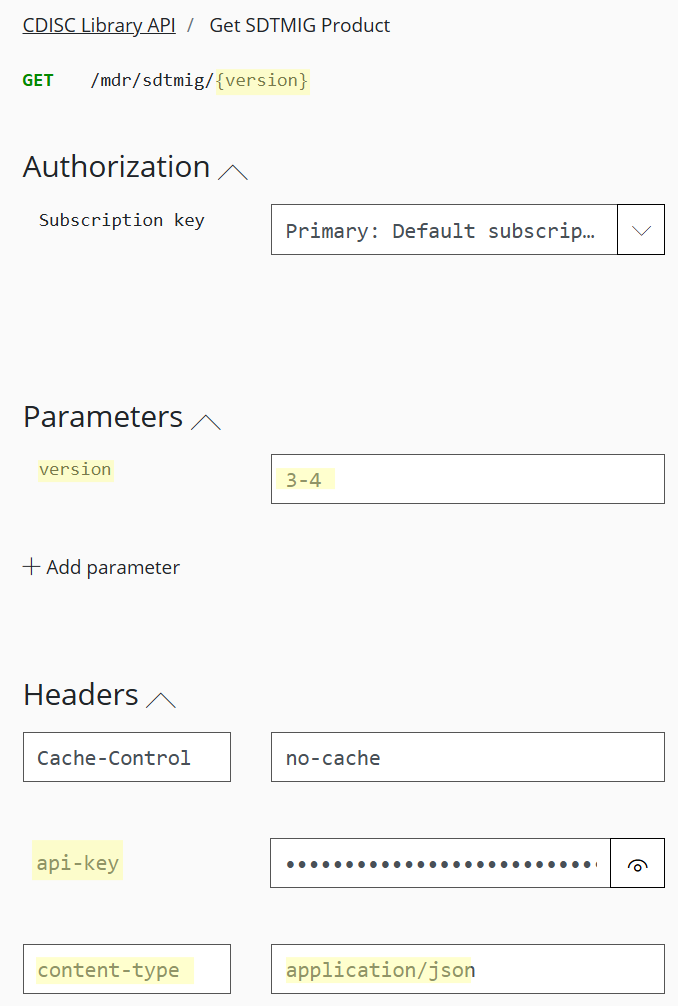 CDISC Library API / Get SDTMIG Product
GET /mdr/sdtmig/{version}
Authorization
Subscription key Primary: Default subscrip…
Parameters
version 3-4
+ Add parameter
Headers
Cache-Control no-cache
api-key ••••••••••••••••••••••••••
content-type application/json